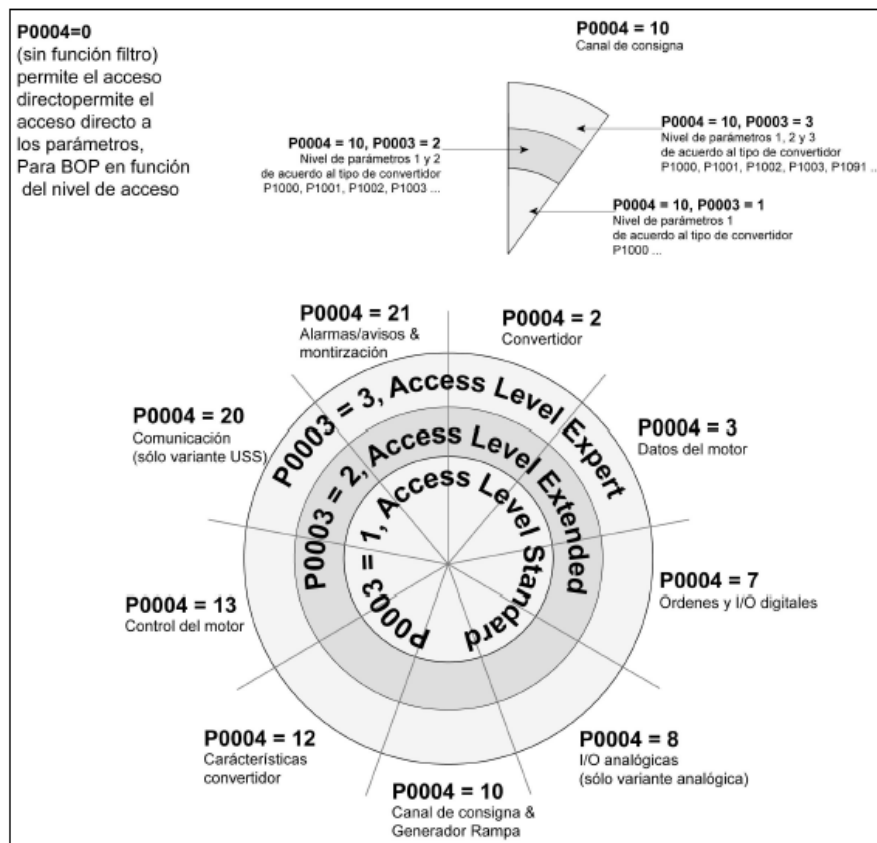 P0004=0
(sin función filtro)
permite el acceso
directopermite el
acceso directo a
los parámetros,
Para BOP en función
del nivel de acceso
P0004 = 10
Canal de consigna
P0004 = 10, P0003 = 3
Nivel de parámetros 1, 2 y 3
de acuerdo al tipo de convertidor
P1000, P1001, P1002, P1003, P1091 ...
P0004 = 10, P0003 = 2
Nivel de parámetros 1 y 2
de acuerdo al tipo de convertidor
P1000, P1001, P1002, P1003 ...
P0004 = 10, P0003 = 1
Nivel de parámetros 1
de acuerdo al tipo de convertidor
P1000 ...
P0004 = 21
Alarmas/avisos &
montirzación
P0004 = 2
Convertidor
P0004 = 20
Comunicación
(sólo variante USS)
P0004 = 3
Datos del motor
P0003 = 3, Access Level Expert
P0003 = 2, Access Level Extended
P0003 = 1, Access Level Standard
P0004 = 13
Control del motor
P0004 = 7
Órdenes y I/Ó digitales
P0004 = 12
Carácterísticas
convertidor
P0004 = 8
I/O analógicas
(sólo variante analógica)
P0004 = 10
Canal de consigna &
Generador Rampa